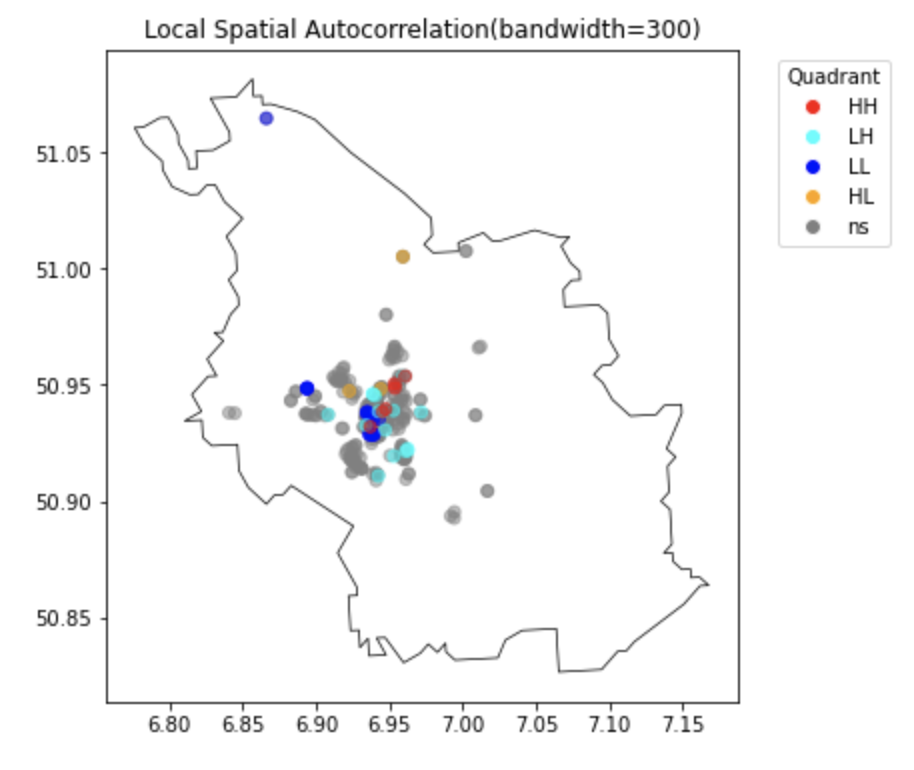 Local Spatial Autocorrelation(bandwidth=300)
Quadrant
HH
LH
LL
HL
ns
51.05
51.00
50.95
50.90
50.85
6.80 6.85 6.90 6.95 7.00 7.05 7.10 7.15